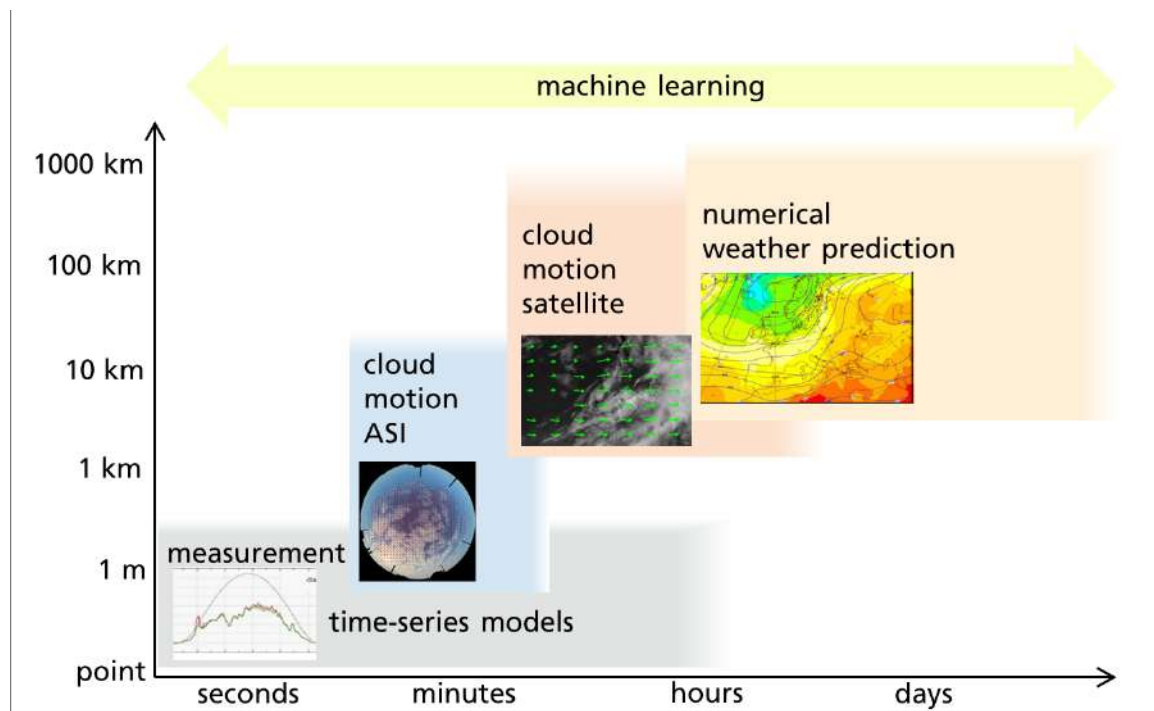 machine learning
1000 km
100 km
10 km
1 km
1 m
point
numerical
weather prediction
cloud
motion
satellite
cloud
motion
ASI
measurement
time-series models
seconds
minutes
hours
days